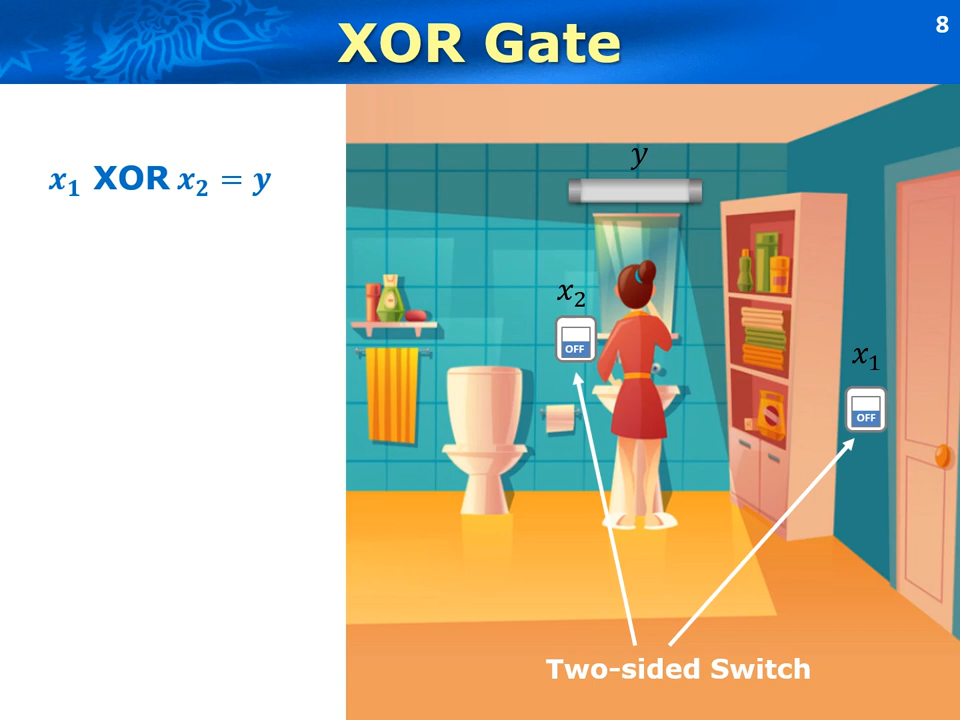 XOR Gate
8
x₁ XOR x₂ = y
y
x₂
OFF
x₁
OFF
Two-sided Switch